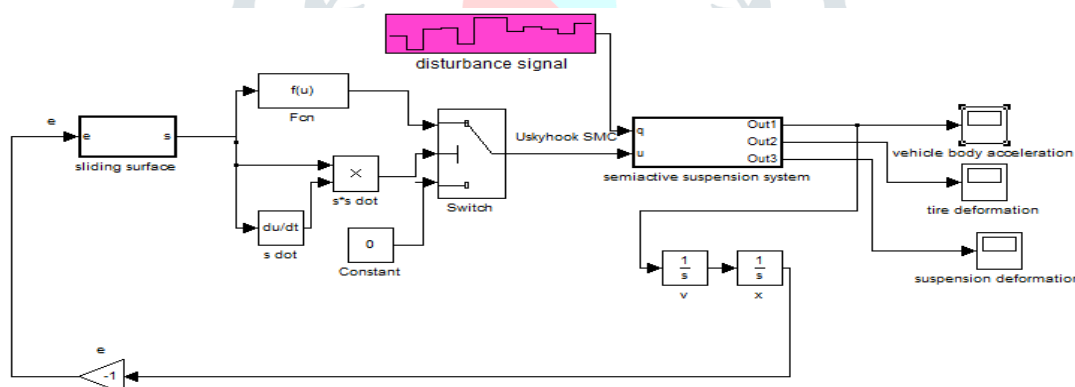 disturbance signal
e
e
s
sliding surface
f(u)
Fcn
s*s dot
du/dt
s dot
0
Constant
Switch
Uskyhook SMC
q
u
Out1
Out2
Out3
semiactive suspension system
vehicle body acceleration
tire deformation
suspension deformation
1
s
v
1
s
x
e
-1